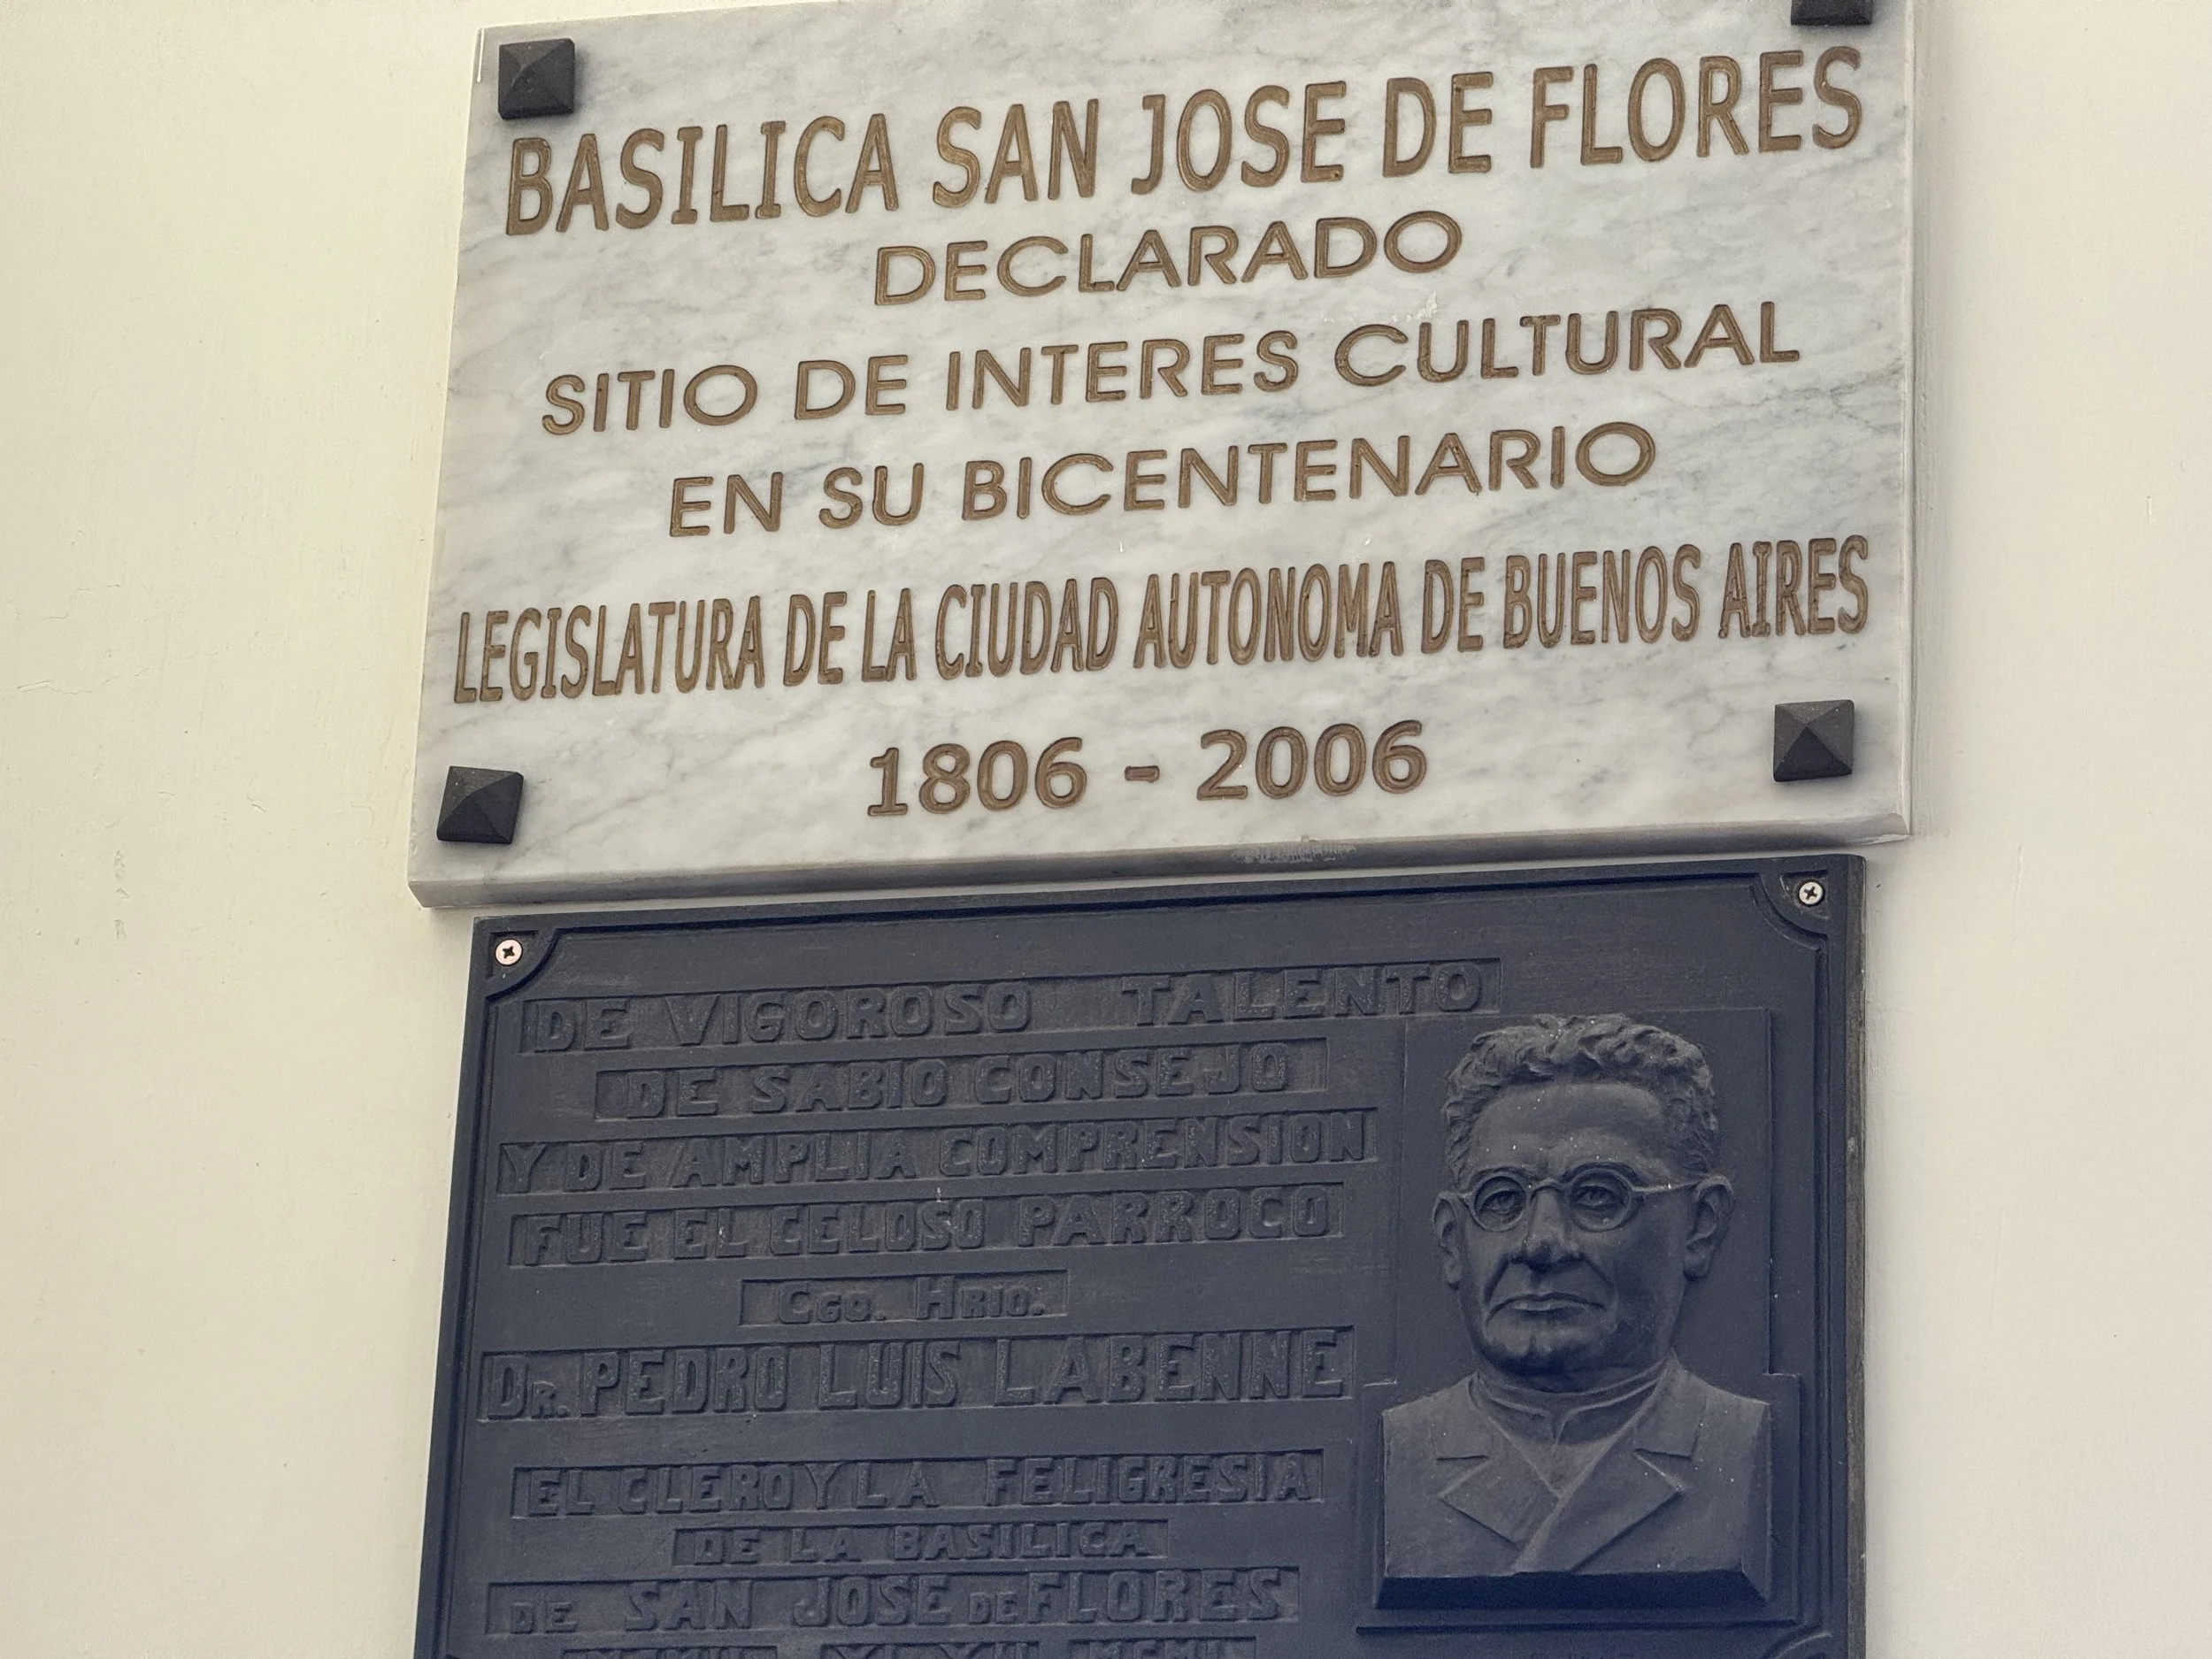 BASILICA SAN JOSE DE FLORES
DECLARADO
SITIO DE INTERES CULTURAL
EN SU BICENTENARIO
LEGISLATURA DE LA CIUDAD AUTONOMA DE BUENOS AIRES
1806 - 2006
DE VIGOROSO TALENTO
DE SABIO CONSEJO
Y DE AMPLIA COMPRENSION
FUE EL CELOSO PARROCO
CGO. HRIO.
DR. PEDRO LUIS LABENNE
EL CLERO Y LA FELIGRESIA
DE LA BASILICA
DE SAN JOSE DE FLORES